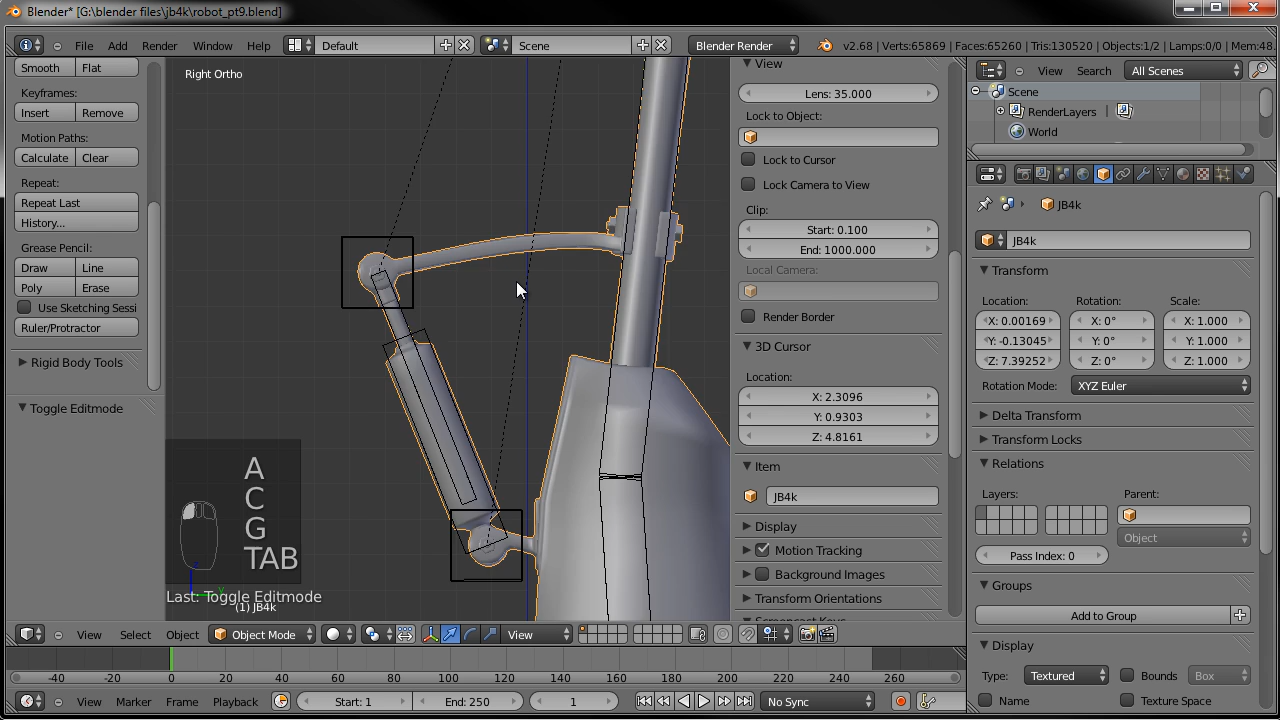 Blender* [G:\blender files\jb4k\robot_pt9.blend]
File Add Render Window Help Default Scene Blender Render v2.68 | Verts:65869 | Faces:65260 | Tris:130520 | Objects:1/2 | Lamps:0/0 | Mem:48.
Smooth Flat
Keyframes:
Insert Remove
Motion Paths:
Calculate Clear
Repeat:
Repeat Last
History...
Grease Pencil:
Draw Line
Poly Erase
Use Sketching Sessi
Ruler/Protractor
Rigid Body Tools
Toggle Editmode
Right Ortho
A
C
G
TAB
Last: Toggle Editmode
(1) JB4k
View
Lens: 35.000
Lock to Object:
Lock to Cursor
Lock Camera to View
Clip:
Start: 0.100
End: 1000.000
Local Camera:
Render Border
3D Cursor
Location:
X: 2.3096
Y: 0.9303
Z: 4.8161
Item
JB4k
Display
Motion Tracking
Background Images
Transform Orientations
View Search All Scenes
Scene
RenderLayers |
World
JB4k
JB4k
Transform
Location: Rotation: Scale:
X: 0.00169 X: 0° X: 1.000
Y: -0.13045 Y: 0° Y: 1.000
Z: 7.39252 Z: 0° Z: 1.000
Rotation Mode: XYZ Euler
Delta Transform
Transform Locks
Relations
Layers: Parent:
Object
Pass Index: 0
Groups
Add to Group
Display
Type: Textured Bounds Box
Name Texture Space
View Select Object Object Mode View
-40 -20 0 20 40 60 80 100 120 140 160 180 200 220 240 260
View Marker Frame Playback Start: 1 End: 250 1 No Sync